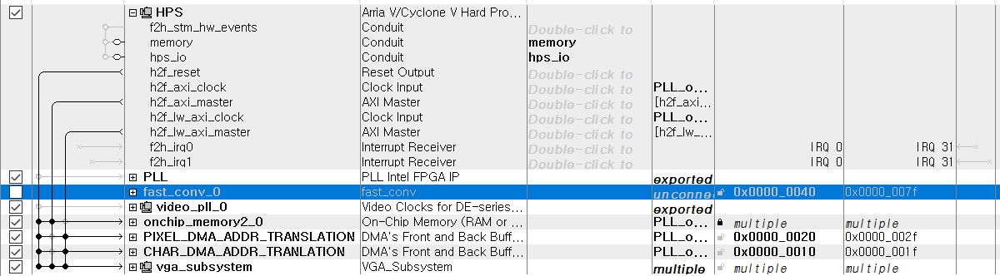 HPS Arria V/Cyclone V Hard Pro...
f2h_stm_hw_events Conduit Double-click to
memory Conduit memory
hps_io Conduit hps_io
h2f_reset Reset Output Double-click to
h2f_axi_clock Clock Input Double-click to PLL_o...
h2f_axi_master AXI Master Double-click to [h2f_axi...
h2f_lw_axi_clock Clock Input Double-click to PLL_o...
h2f_lw_axi_master AXI Master Double-click to [h2f_lw_...
f2h_irq0 Interrupt Receiver Double-click to IRQ 0 IRQ 31
f2h_irq1 Interrupt Receiver Double-click to IRQ 0 IRQ 31
PLL PLL Intel FPGA IP exported
fast_conv_0 fast_conv unconne 0x0000_0040 0x0000_007f
video_pll_0 Video Clocks for DE-series... exported
onchip_memory2_0 On-Chip Memory (RAM or ... PLL_o... multiple multiple
PIXEL_DMA_ADDR_TRANSLATION DMA's Front and Back Buff... PLL_o... 0x0000_0020 0x0000_002f
CHAR_DMA_ADDR_TRANLATION DMA's Front and Back Buff... PLL_o... 0x0000_0010 0x0000_001f
vga_subsystem VGA_Subsystem multiple multiple multiple